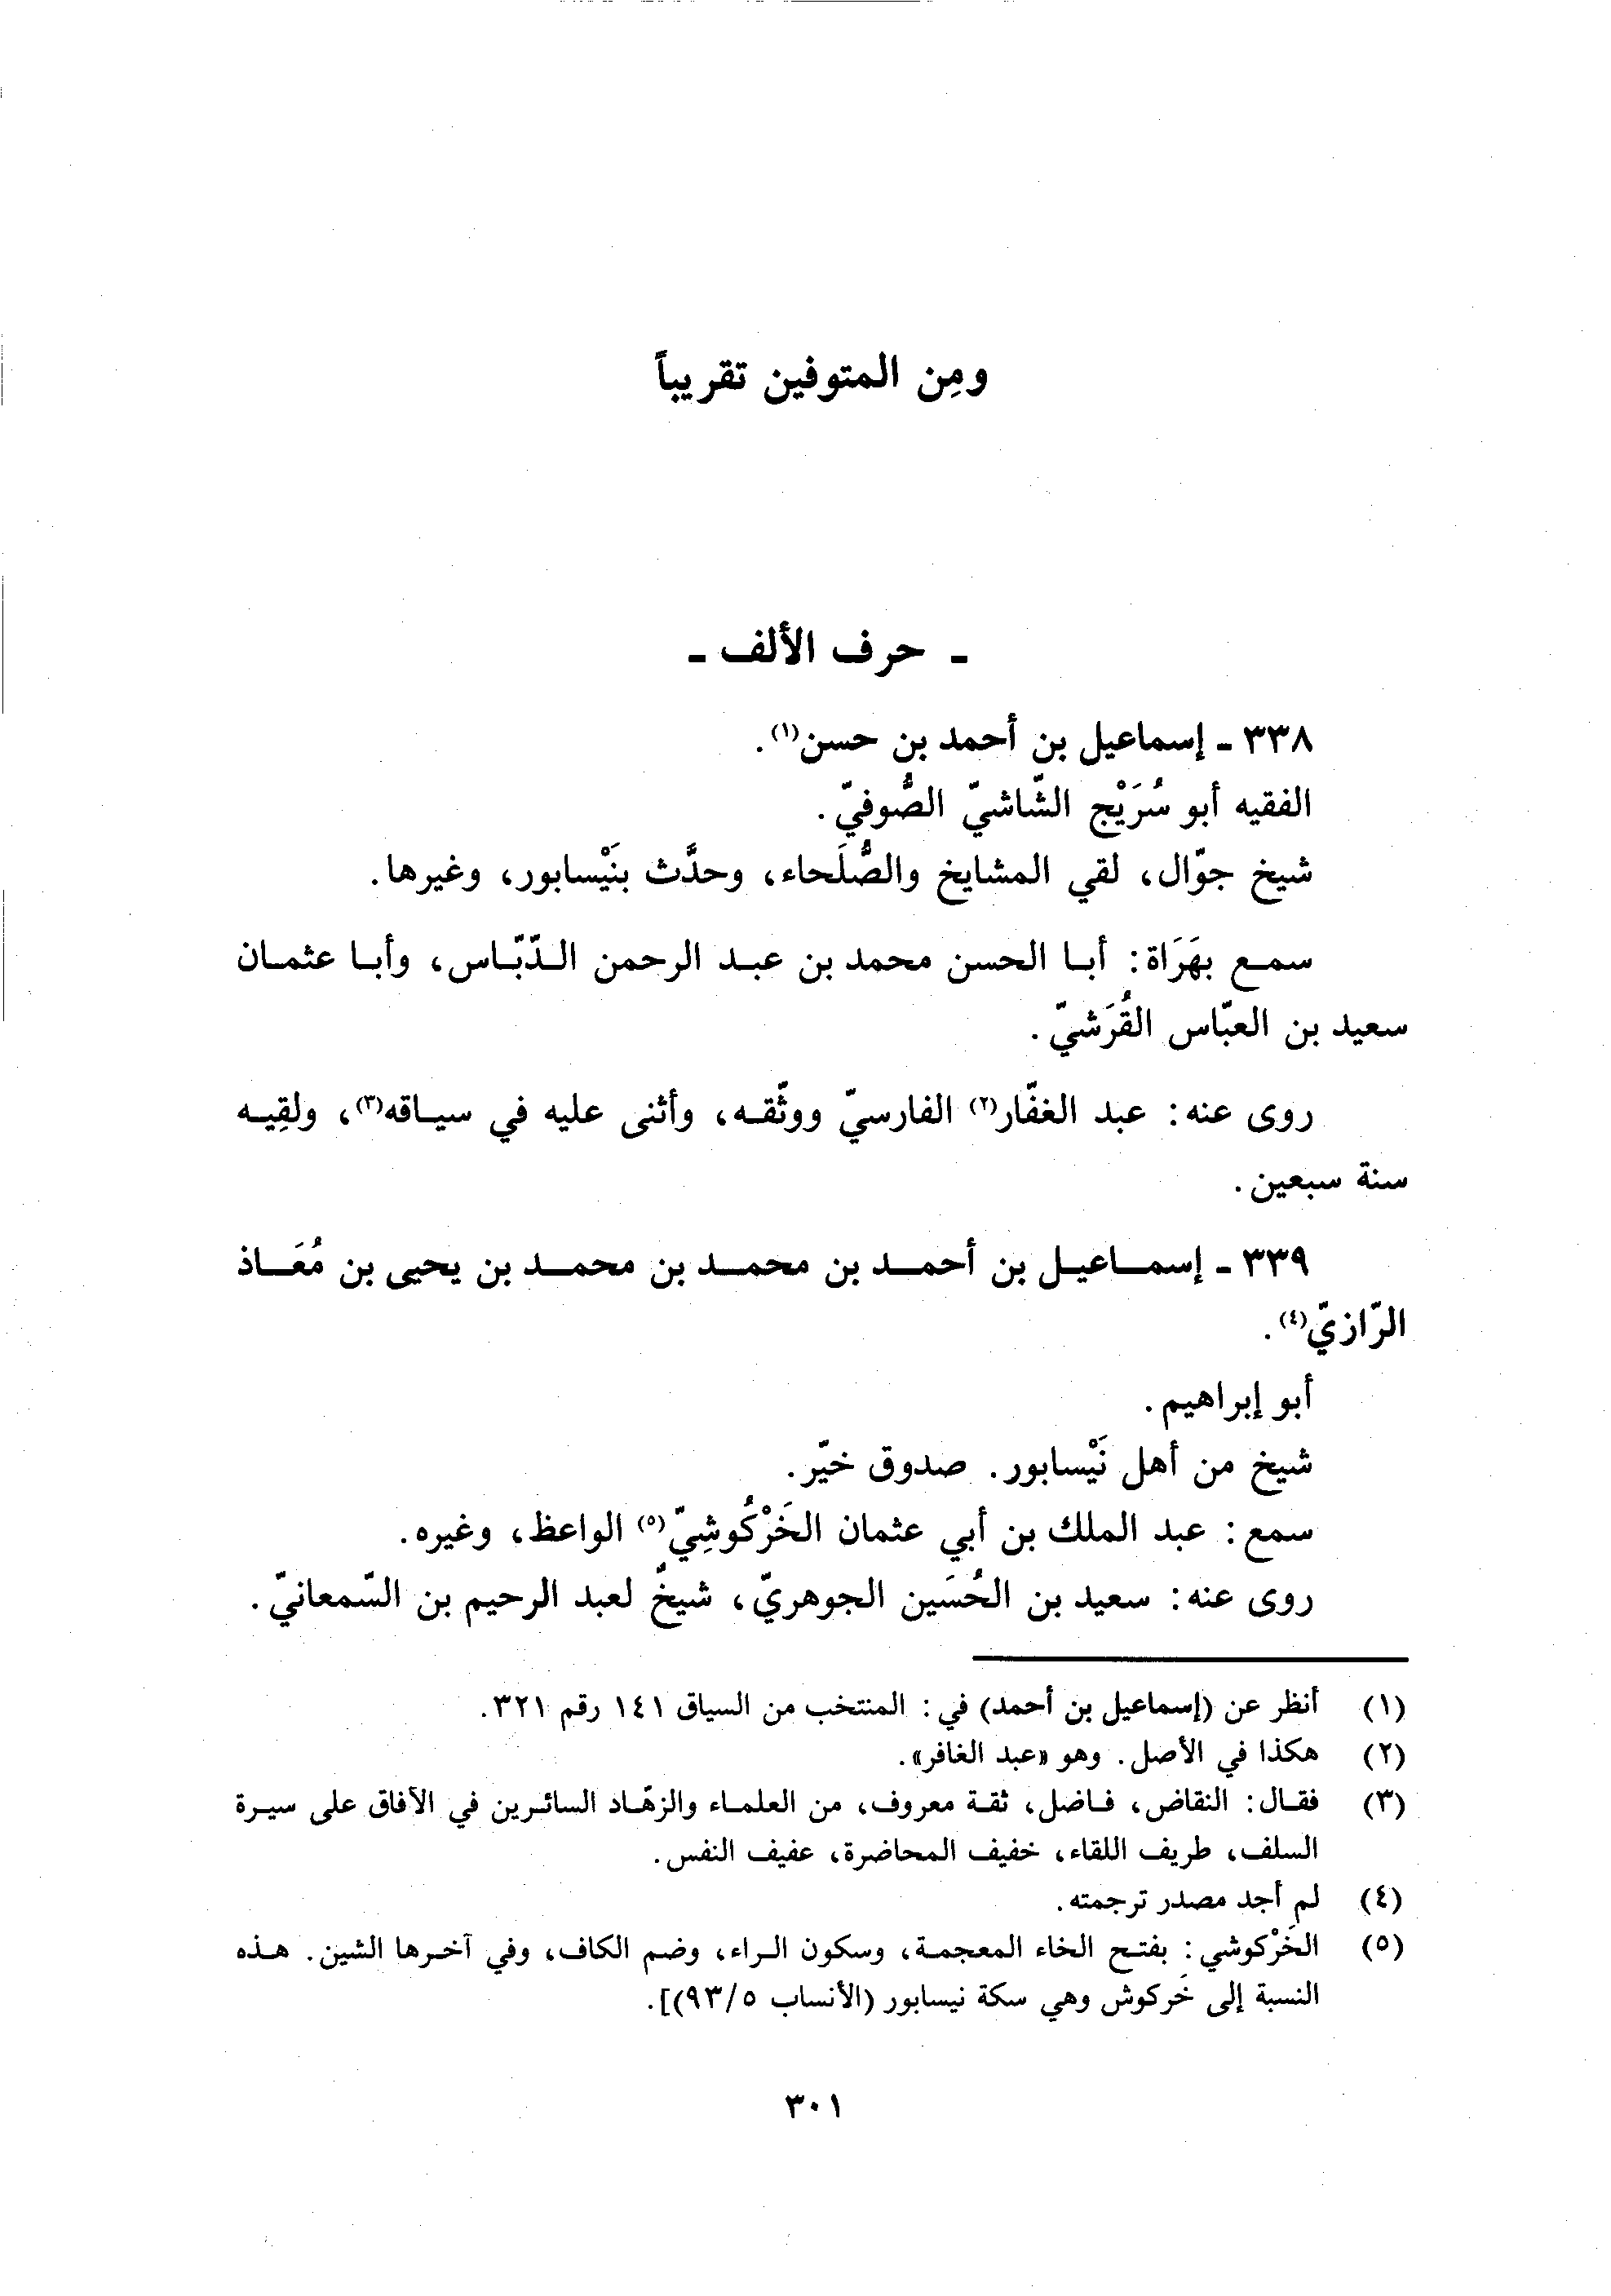 ومِن المتوفين تقريباً
- حرف الألف -
٣٣٨ - إسماعيل بن أحمد بن حسن(١).
الفقيه أبو سُرَيْج الشّاشيّ الصُّوفيّ.
شيخ جوّال، لقي المشايخ والصُّلَحاء، وحدَّث بنَيْسابور، وغيرها.
سمع بهَرَاة: أبا الحسن محمد بن عبد الرحمن الدّبّاس، وأبا عثمان
سعيد بن العبّاس القُرَشيّ.
روى عنه: عبد الغفّار(٢) الفارسيّ ووثّقه، وأثنى عليه في سياقه(٣)، ولقِيه
سنة سبعين.
٣٣٩ - إسماعيل بن أحمد بن محمد بن محمد بن يحيى بن مُعَاذ
الرّازيّ(٤).
أبو إبراهيم.
شيخ من أهل نَيْسابور. صدوق خيّر.
سمع: عبد الملك بن أبي عثمان الخَرْكُوشِيّ(٥) الواعظ، وغيره.
روى عنه: سعيد بن الحُسَين الجوهريّ، شيخٌ لعبد الرحيم بن السّمعانيّ.
(١) أنظر عن (إسماعيل بن أحمد) في: المنتخب من السياق ١٤١ رقم ٣٢١.
(٢) هكذا في الأصل. وهو «عبد الغافر».
(٣) فقال: النقاض، فاضل، ثقة معروف، من العلماء والزهّاد السائرين في الآفاق على سيرة
السلف، طريف اللقاء، خفيف المحاضرة، عفيف النفس.
(٤) لم أجد مصدر ترجمته.
(٥) الخَرْكوشي: بفتح الخاء المعجمة، وسكون الراء، وضم الكاف، وفي آخرها الشين. هذه
النسبة إلى خَركوش وهي سكة نيسابور (الأنساب ٩٣/٥)].
٣٠١